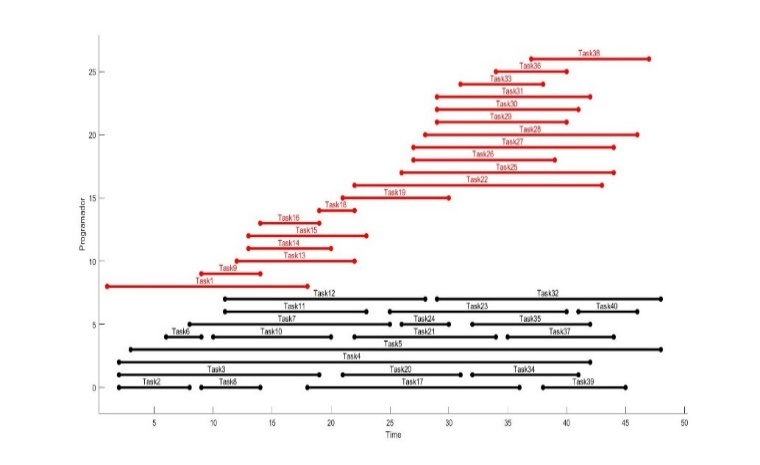 Task38
Task36
25
Task33
Task31
Task30
Task29
Task28
20
Task27
Task26
Task25
Task22
Task19
15
Task18
Task16
Task15
Task14
Task13
10
Task9
Task1
Programador
Task12 Task32
Task11 Task23 Task40
5
Task7 Task24 Task35
Task6 Task10 Task21 Task37
Task5
Task4
Task3 Task20 Task34
0
Task2 Task8 Task17 Task39
5 10 15 20 25 30 35 40 45 50
Time